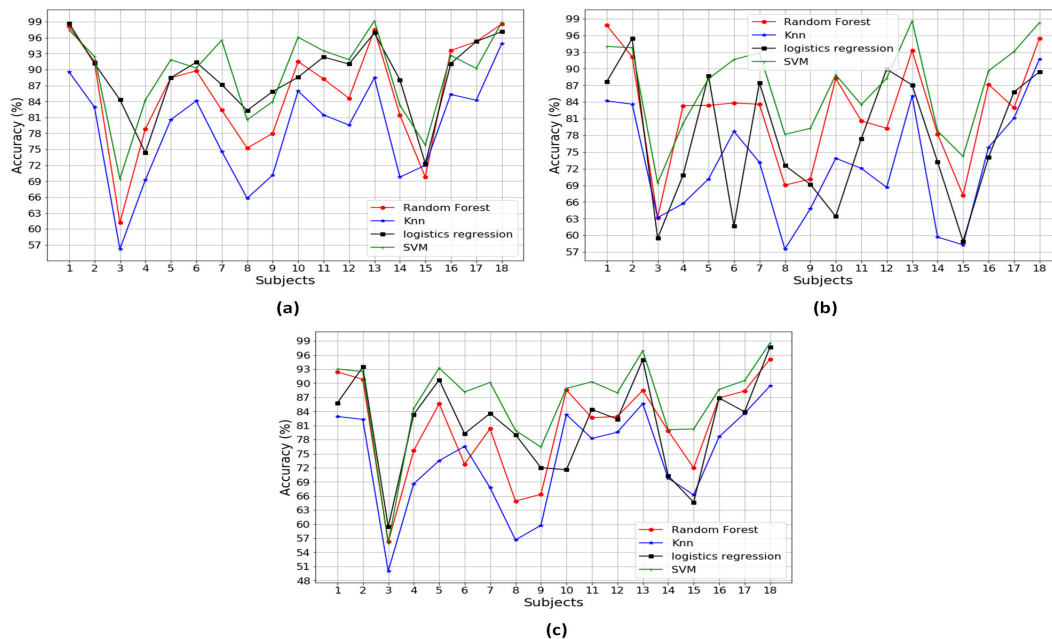 99
96
93
90
87
84
81
78
75
72
69
66
63
60
57
Accuracy (%)
Random Forest
Knn
logistics regression
SVM
1 2 3 4 5 6 7 8 9 10 11 12 13 14 15 16 17 18
Subjects
(a)
99
96
93
90
87
84
81
78
75
72
69
66
63
60
57
Accuracy (%)
Random Forest
Knn
logistics regression
SVM
1 2 3 4 5 6 7 8 9 10 11 12 13 14 15 16 17 18
Subjects
(b)
99
96
93
90
87
84
81
78
75
72
69
66
63
60
57
54
51
48
Accuracy (%)
Random Forest
Knn
logistics regression
SVM
1 2 3 4 5 6 7 8 9 10 11 12 13 14 15 16 17 18
Subjects
(c)